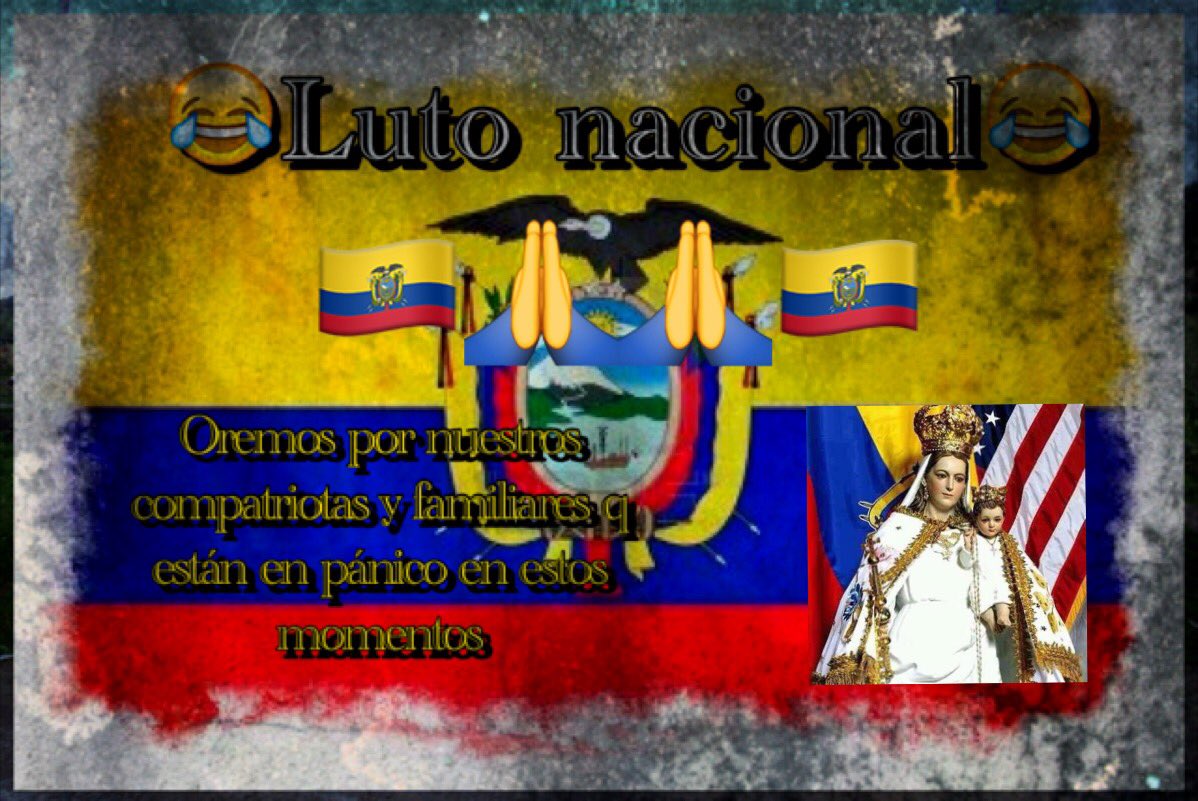 😂Luto nacional😂
🇪🇨🙏🙏🇪🇨
Oremos por nuestros
compatriotas y familiares q
están en pánico en estos
momentos